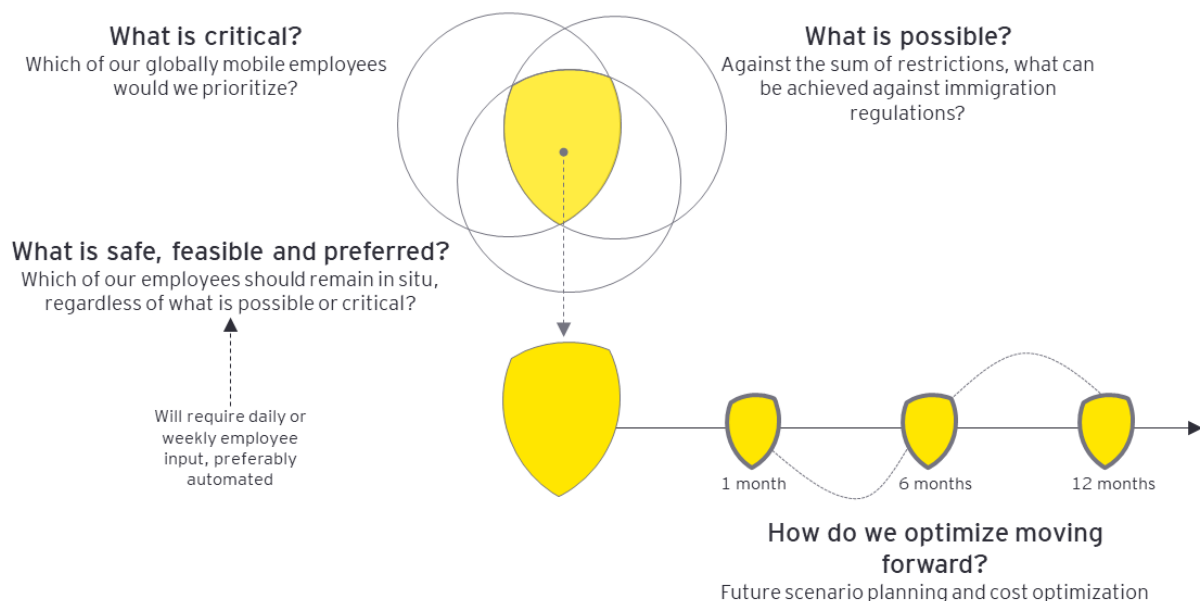 What is critical?
Which of our globally mobile employees
would we prioritize?
What is possible?
Against the sum of restrictions, what can
be achieved against immigration
regulations?
What is safe, feasible and preferred?
Which of our employees should remain in situ,
regardless of what is possible or critical?
Will require daily or
weekly employee
input, preferably
automated
1 month
6 months
12 months
How do we optimize moving
forward?
Future scenario planning and cost optimization